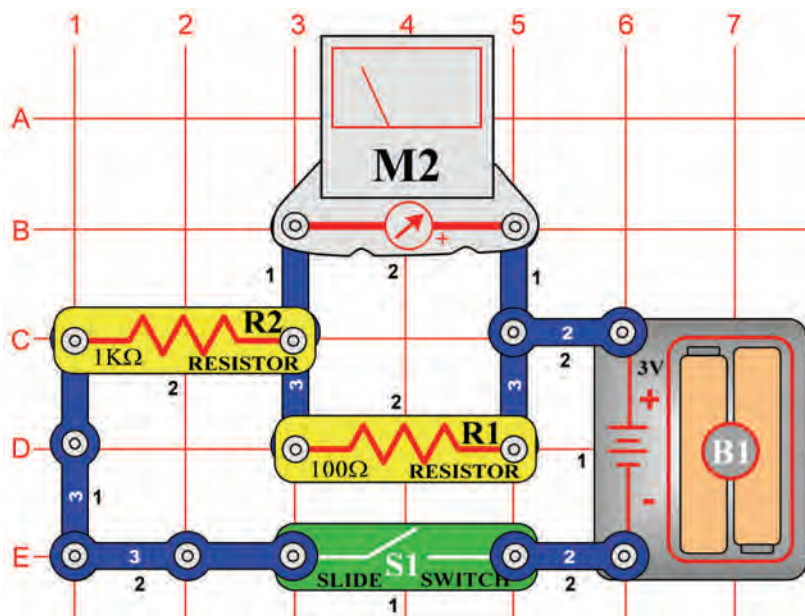 1 2 3 4 5 6 7
A
M2
B
+
1 2 1
R2
C
2
1KΩ RESISTOR
3V
2
2
3
2
3
+
R1
D
100Ω RESISTOR
1
B1
3
1
-
E
3
S1
2
SLIDE SWITCH
2
1
2